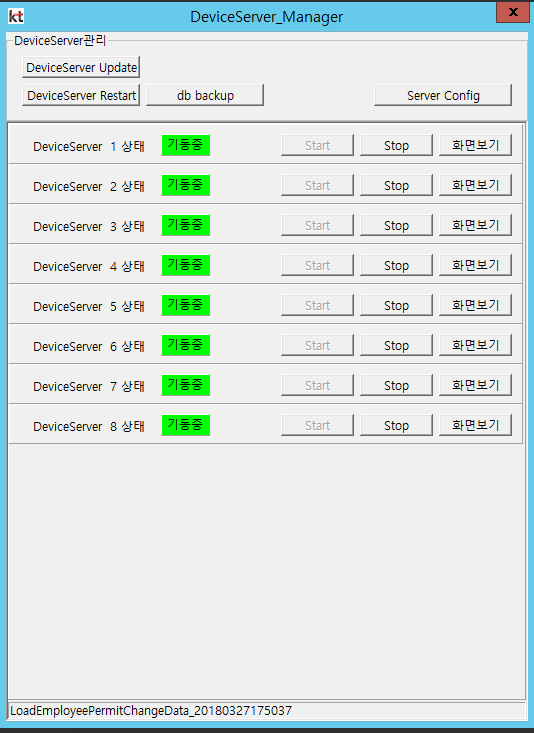 kt DeviceServer_Manager x
DeviceServer관리
DeviceServer Update
DeviceServer Restart db backup Server Config
DeviceServer 1 상태 기동중 Start Stop 화면보기
DeviceServer 2 상태 기동중 Start Stop 화면보기
DeviceServer 3 상태 기동중 Start Stop 화면보기
DeviceServer 4 상태 기동중 Start Stop 화면보기
DeviceServer 5 상태 기동중 Start Stop 화면보기
DeviceServer 6 상태 기동중 Start Stop 화면보기
DeviceServer 7 상태 기동중 Start Stop 화면보기
DeviceServer 8 상태 기동중 Start Stop 화면보기
LoadEmployeePermitChangeData_20180327175037